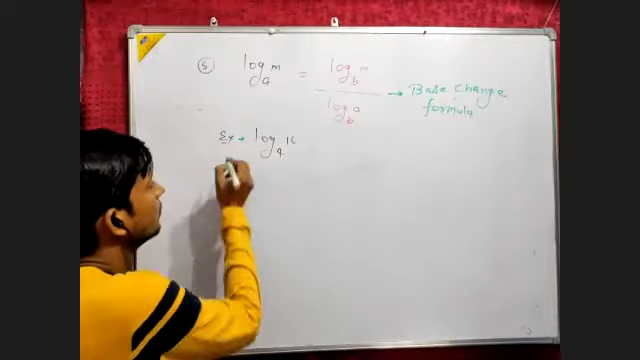 5 log_a m = log_b m / log_b a → Base change formula
Ex → log_4 16